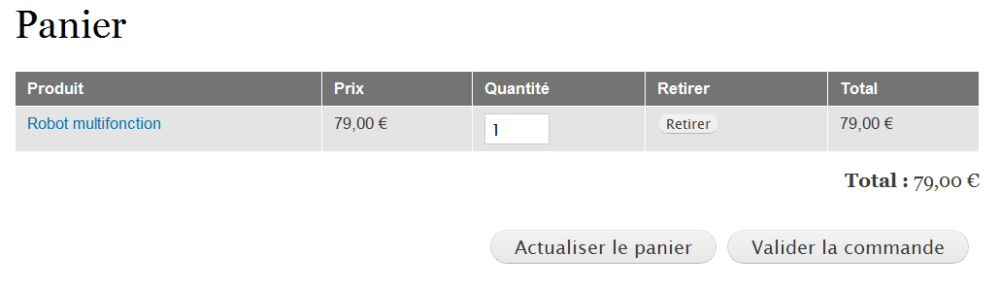 Panier
Produit Prix Quantité Retirer Total
Robot multifonction 79,00 € 1 Retirer 79,00 €
Total : 79,00 €
Actualiser le panier Valider la commande